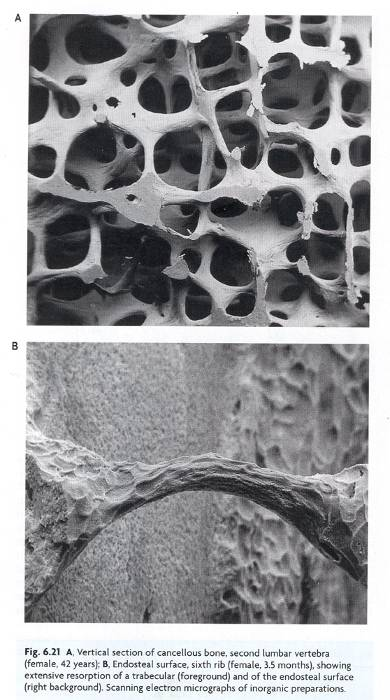 A
B
Fig. 6.21 A, Vertical section of cancellous bone, second lumbar vertebra
(female, 42 years); B, Endosteal surface, sixth rib (female, 3.5 months), showing
extensive resorption of a trabecular (foreground) and of the endosteal surface
(right background). Scanning electron micrographs of inorganic preparations.